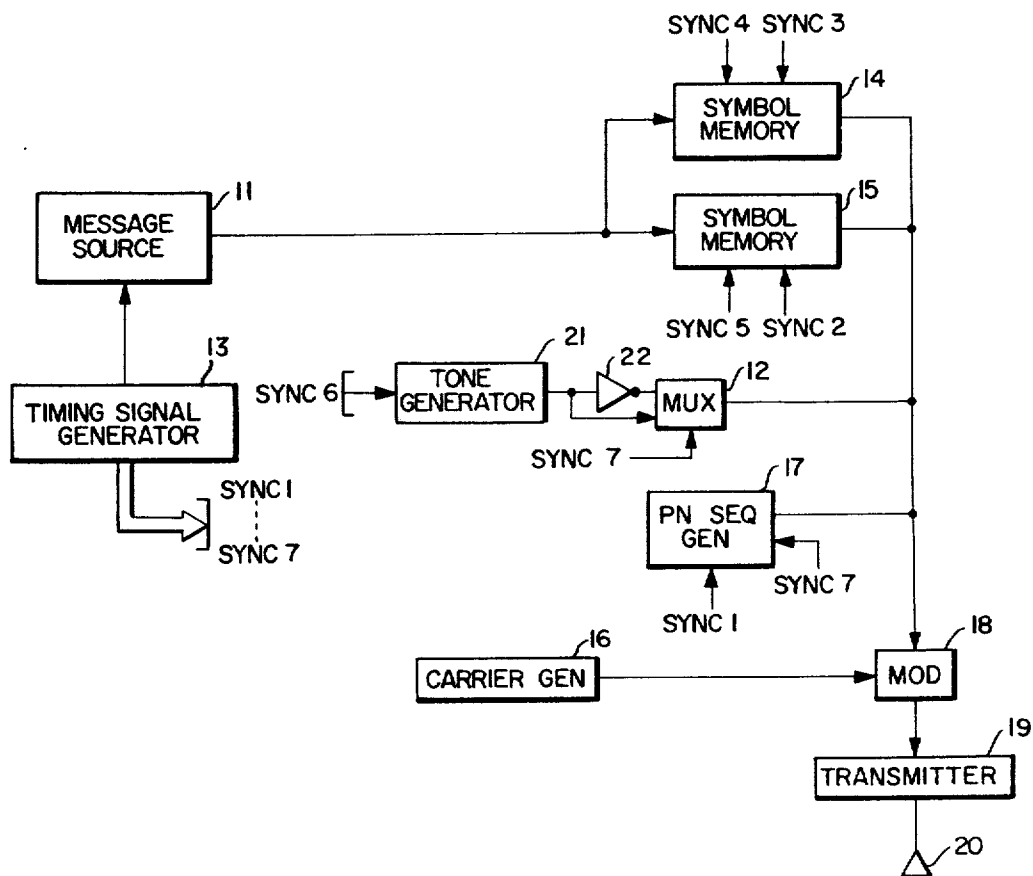 SYNC 4 SYNC 3
14
SYMBOL
MEMORY
11
MESSAGE
SOURCE
15
SYMBOL
MEMORY
SYNC 5 SYNC 2
13
TIMING SIGNAL
GENERATOR
SYNC 6
21
TONE
GENERATOR
22
12
MUX
SYNC 7
SYNC 1
SYNC 7
17
PN SEQ
GEN
SYNC 7
SYNC 1
16
CARRIER GEN
18
MOD
19
TRANSMITTER
20